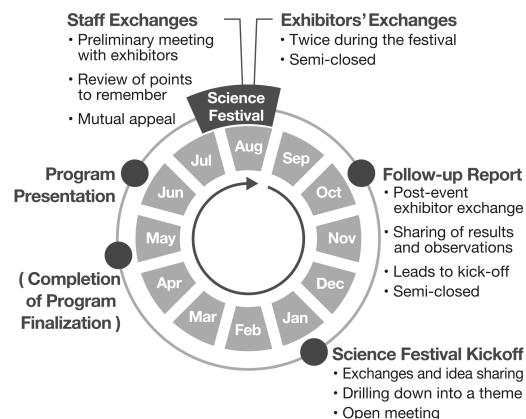 Staff Exchanges
• Preliminary meeting
with exhibitors
• Review of points
to remember
• Mutual appeal
Exhibitors' Exchanges
• Twice during the festival
• Semi-closed
Science
Festival
Aug
Sep
Oct
Nov
Dec
Jan
Feb
Mar
Apr
May
Jun
Jul
Program
Presentation
( Completion
of Program
Finalization )
Follow-up Report
• Post-event
exhibitor exchange
• Sharing of results
and observations
• Leads to kick-off
• Semi-closed
Science Festival Kickoff
• Exchanges and idea sharing
• Drilling down into a theme
• Open meeting